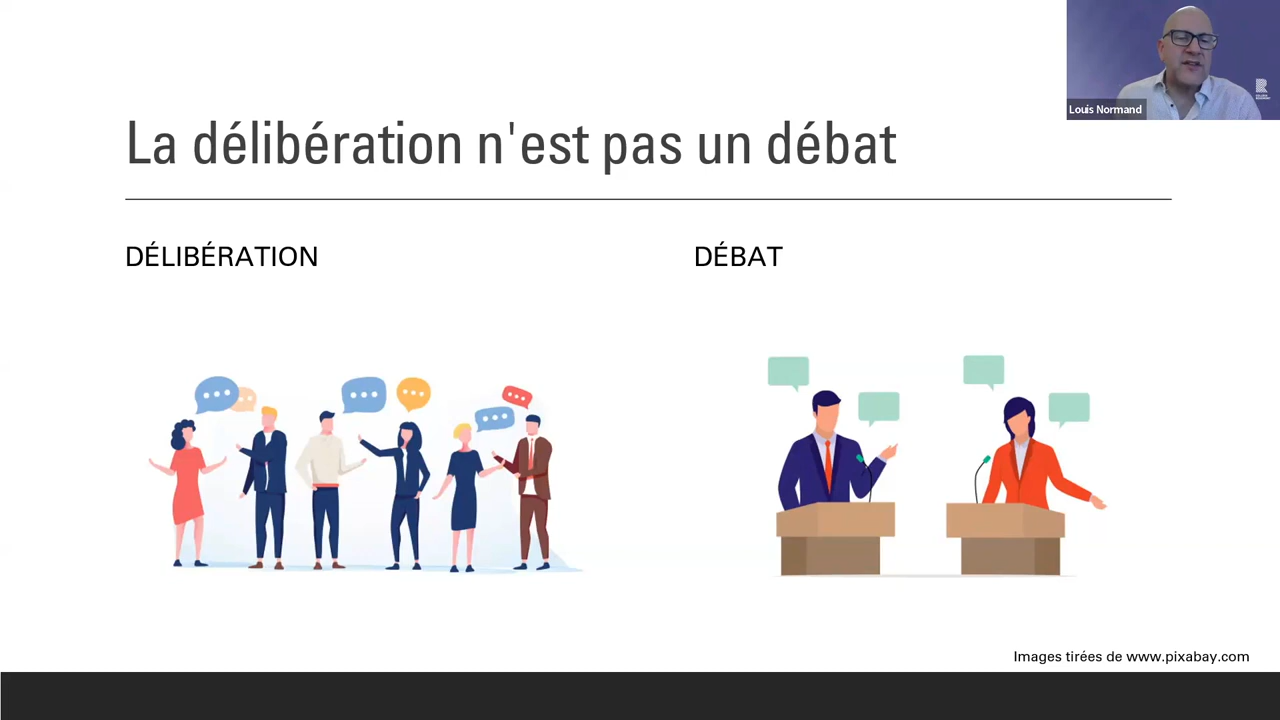 Louis Normand
La délibération n'est pas un débat
DÉLIBÉRATION
DÉBAT
Images tirées de www.pixabay.com